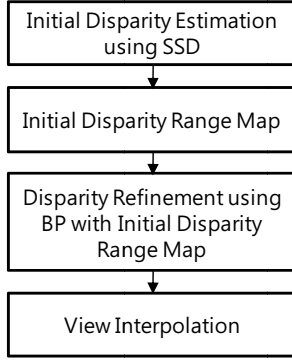 Initial Disparity Estimation
using SSD
Initial Disparity Range Map
Disparity Refinement using
BP with Initial Disparity
Range Map
View Interpolation